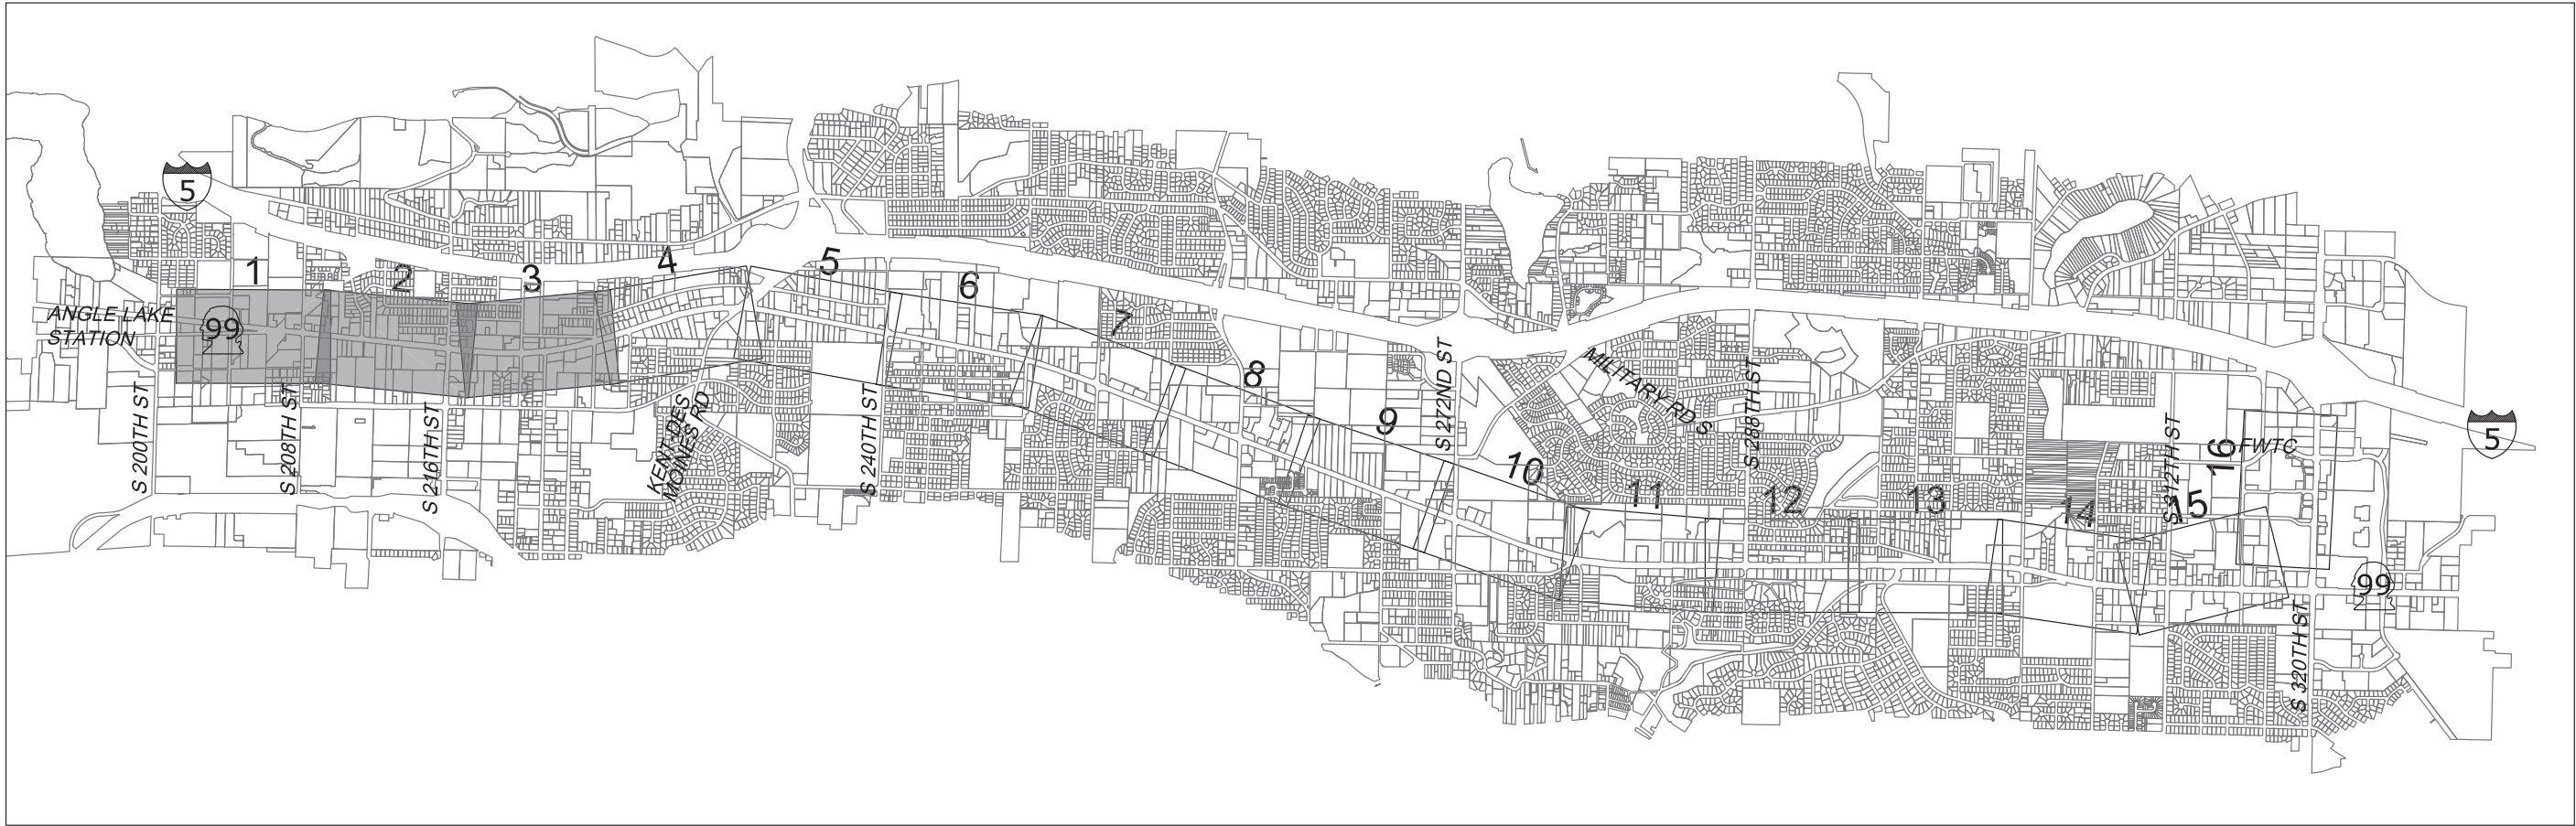 5
1
2
3
4
5
6
7
8
9
10
11
12
13
14
15
16
ANGLE LAKE
STATION
99
S 200TH ST
S 208TH ST
S 216TH ST
KENT-DES
MOINES RD
S 240TH ST
S 272ND ST
MILITARY RD S
S 288TH ST
S 312TH ST
FWTC
5
99
S 320TH ST